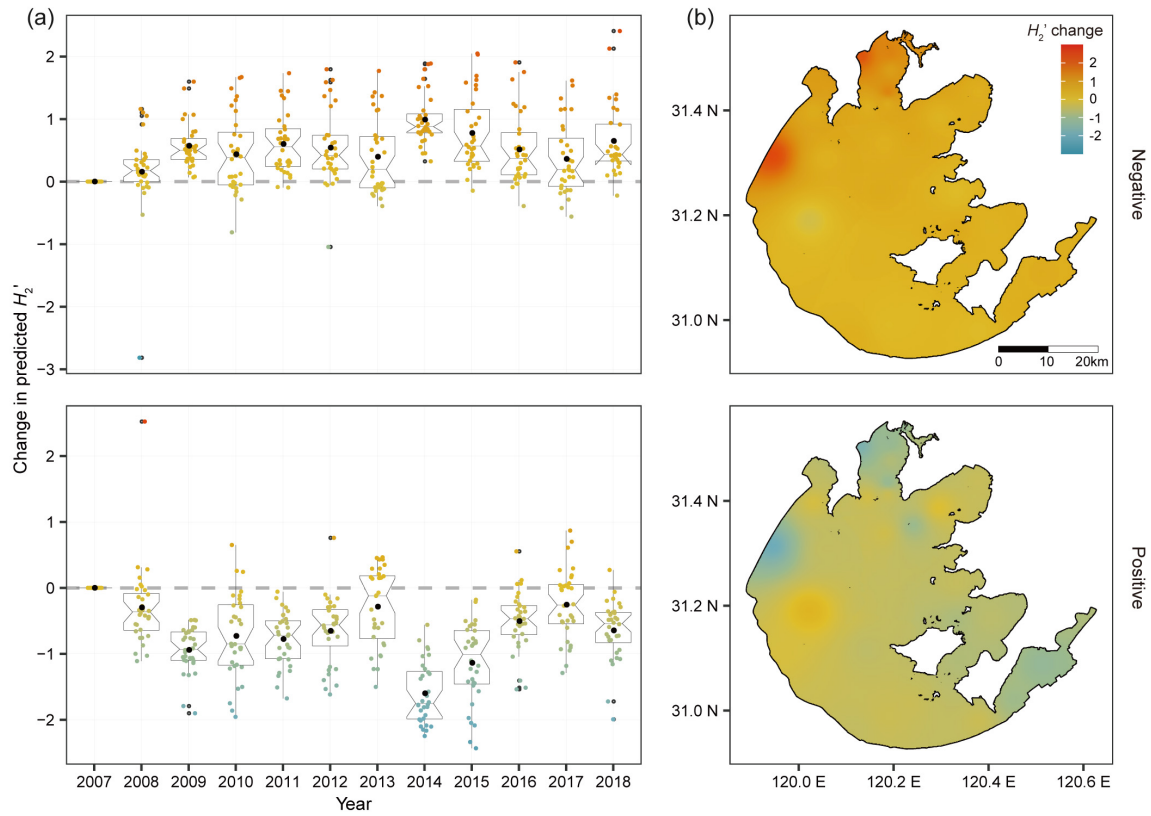 (a)
(b)
Change in predicted H2'
2
1
0
−1
−2
−3
2
1
0
−1
−2
2007 2008 2009 2010 2011 2012 2013 2014 2015 2016 2017 2018
Year
H2' change
2
1
0
-1
-2
31.4 N
31.2 N
31.0 N
0 10 20km
Negative
31.4 N
31.2 N
31.0 N
Positive
120.0 E 120.2 E 120.4 E 120.6 E